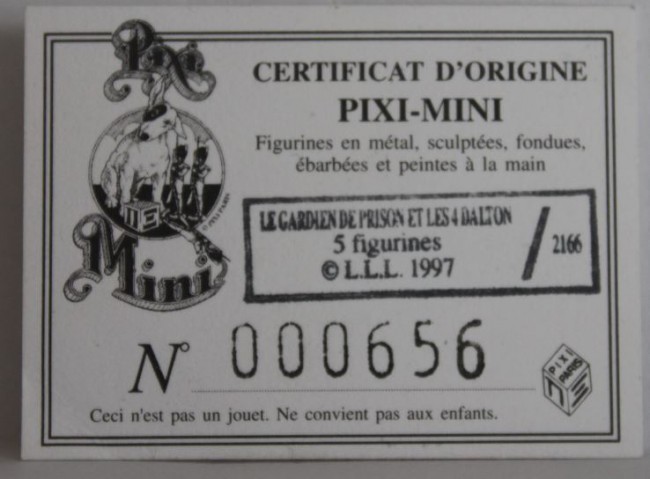 Pixi
Mini
CERTIFICAT D'ORIGINE
PIXI-MINI
Figurines en métal, sculptées, fondues,
ébarbées et peintes à la main
LE GARDIEN DE PRISON ET LES 4 DALTON
5 figurines
© L.L.L. 1997
/ 2166
N° 000656
PIXI
PARIS
Ceci n'est pas un jouet. Ne convient pas aux enfants.